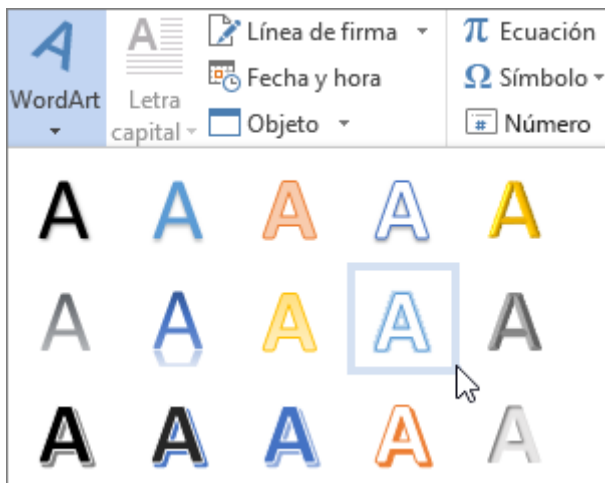 WordArt
Letra
capital
Línea de firma
Fecha y hora
Objeto
π Ecuación
Ω Símbolo
# Número
A A A A A
A A A A A
A A A A A